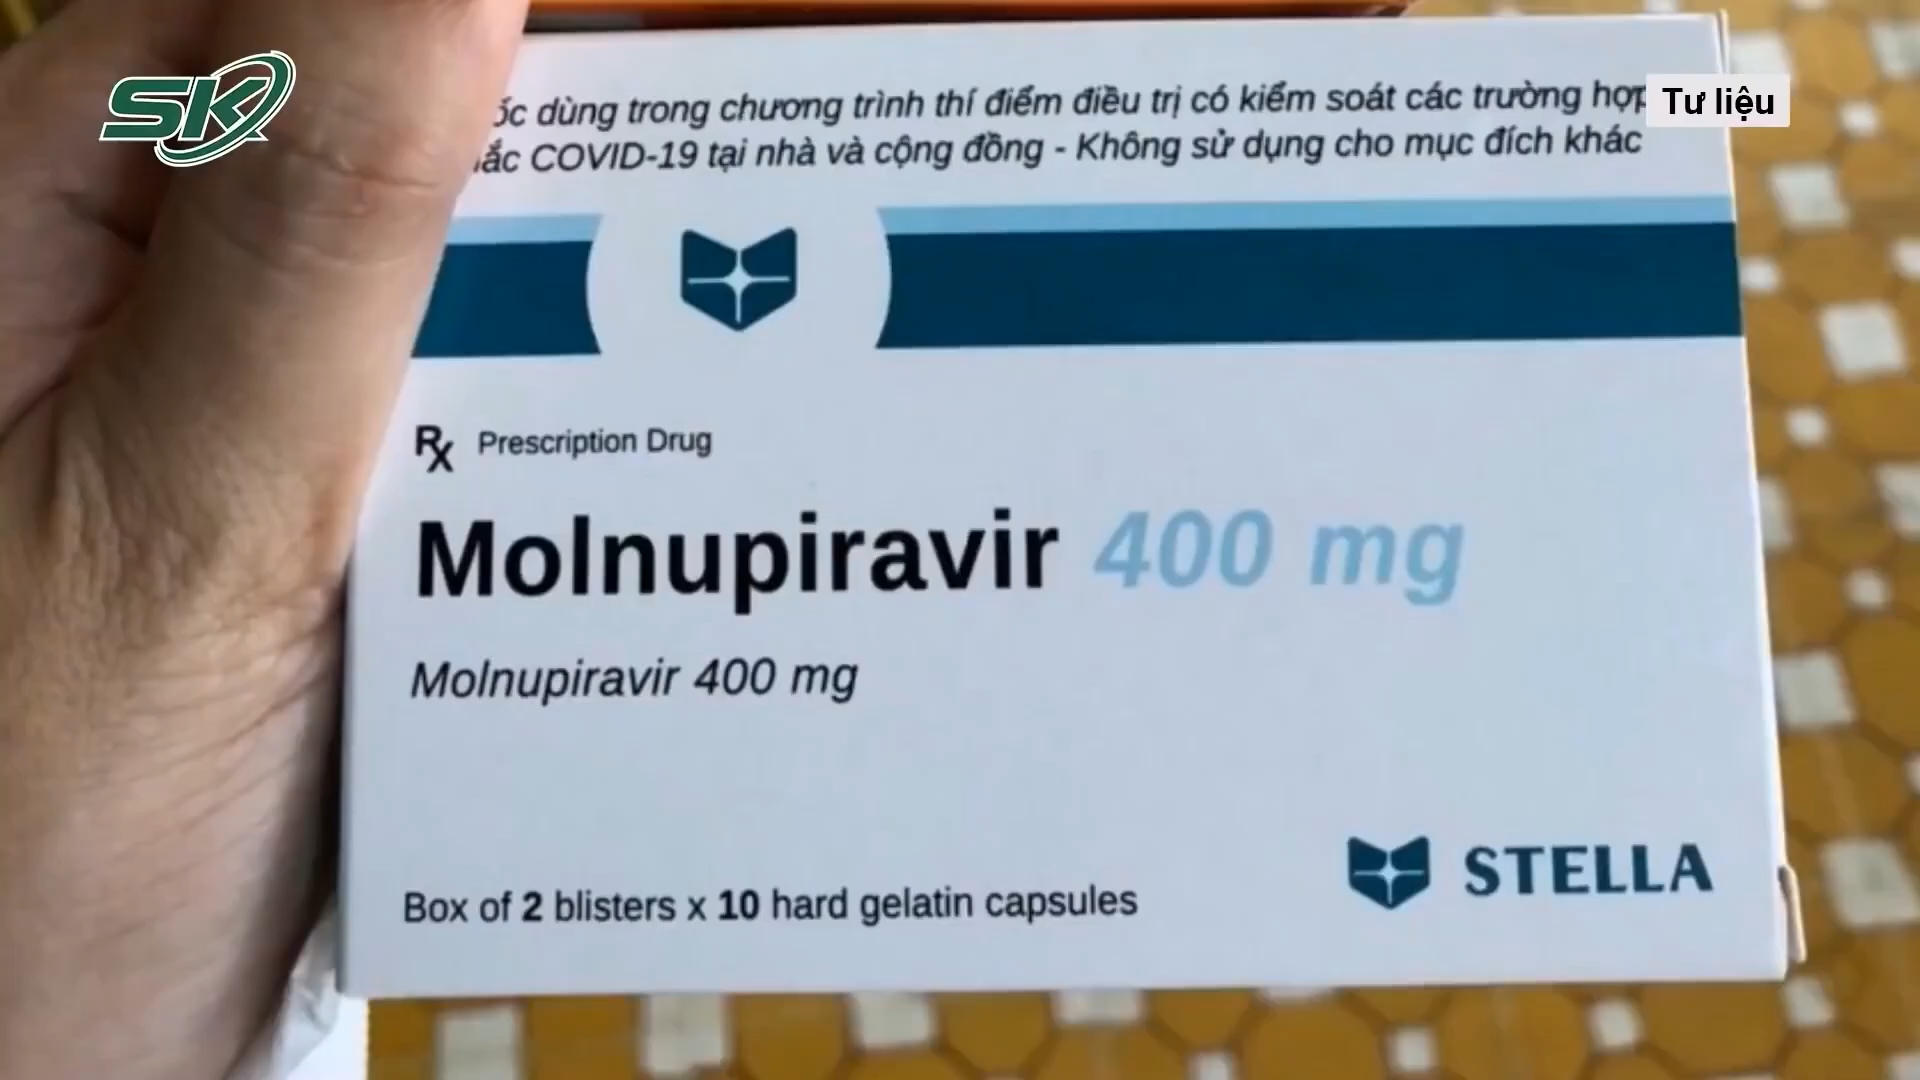 SK
Tư liệu
dùng trong chương trình thí điểm điều trị có kiểm soát các trường hợp
COVID-19 tại nhà và cộng đồng - Không sử dụng cho mục đích khác
Rx Prescription Drug
Molnupiravir 400 mg
Molnupiravir 400 mg
Box of 2 blisters x 10 hard gelatin capsules
STELLA